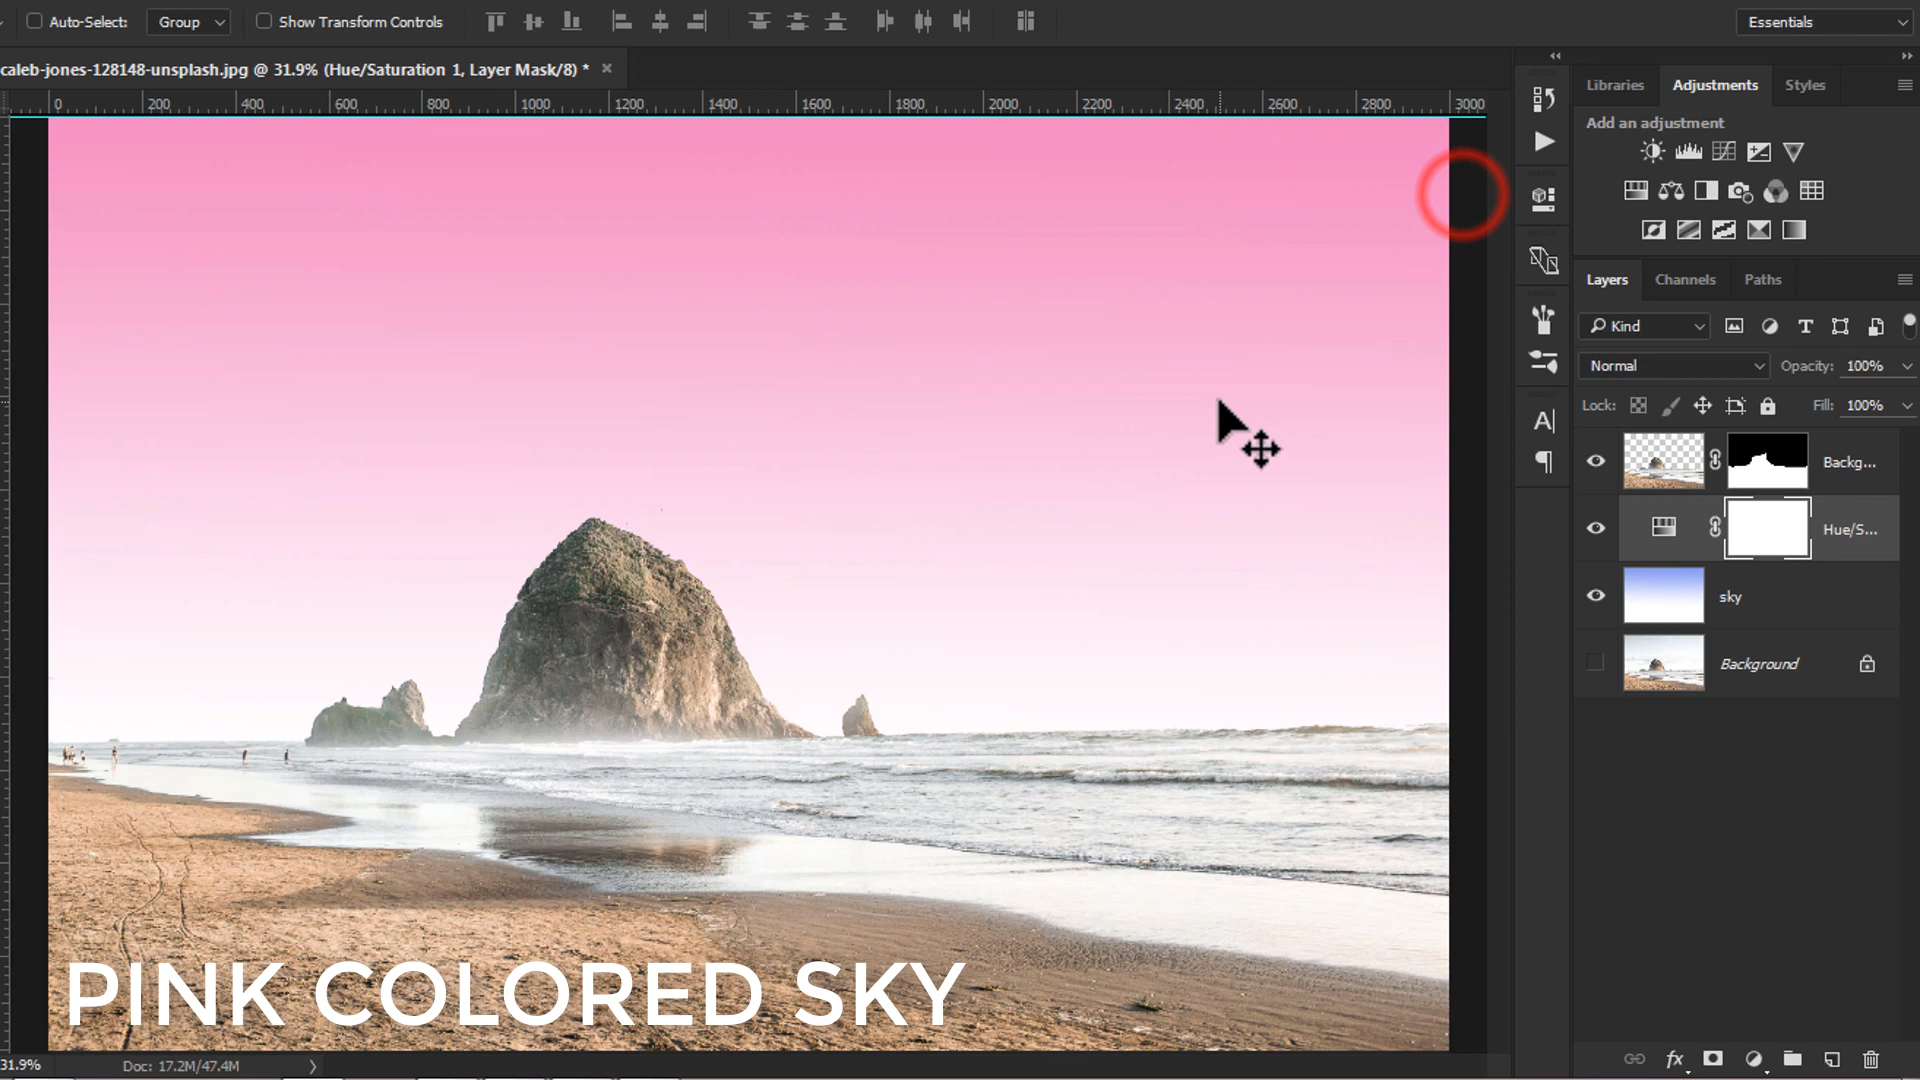 Auto-Select: Group Show Transform Controls Essentials
caleb-jones-128148-unsplash.jpg @ 31.9% (Hue/Saturation 1, Layer Mask/8) *
0 200 400 600 800 1000 1200 1400 1600 1800 2000 2200 2400 2600 2800 3000
Libraries Adjustments Styles
Add an adjustment
Layers Channels Paths
Kind
Normal Opacity: 100%
Lock: Fill: 100%
Backg...
Hue/S...
sky
Background
PINK COLORED SKY
31.9% Doc: 17.2M/47.4M